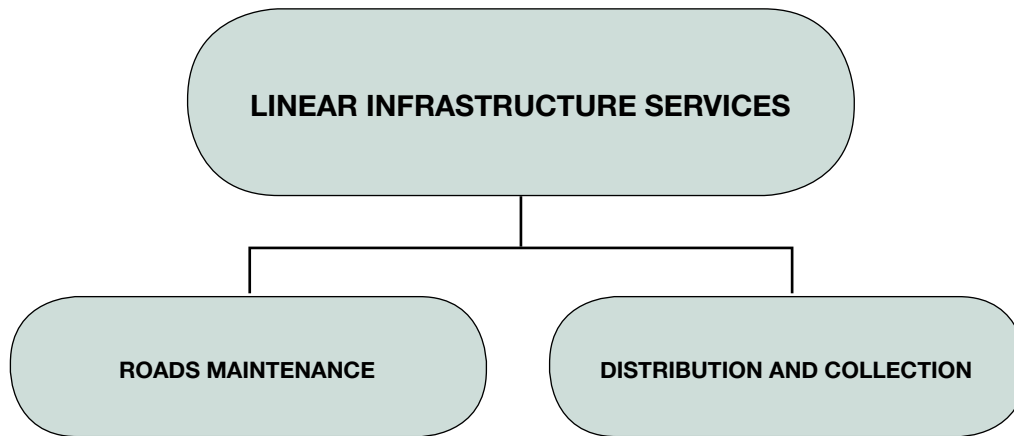 LINEAR INFRASTRUCTURE SERVICES
ROADS MAINTENANCE
DISTRIBUTION AND COLLECTION